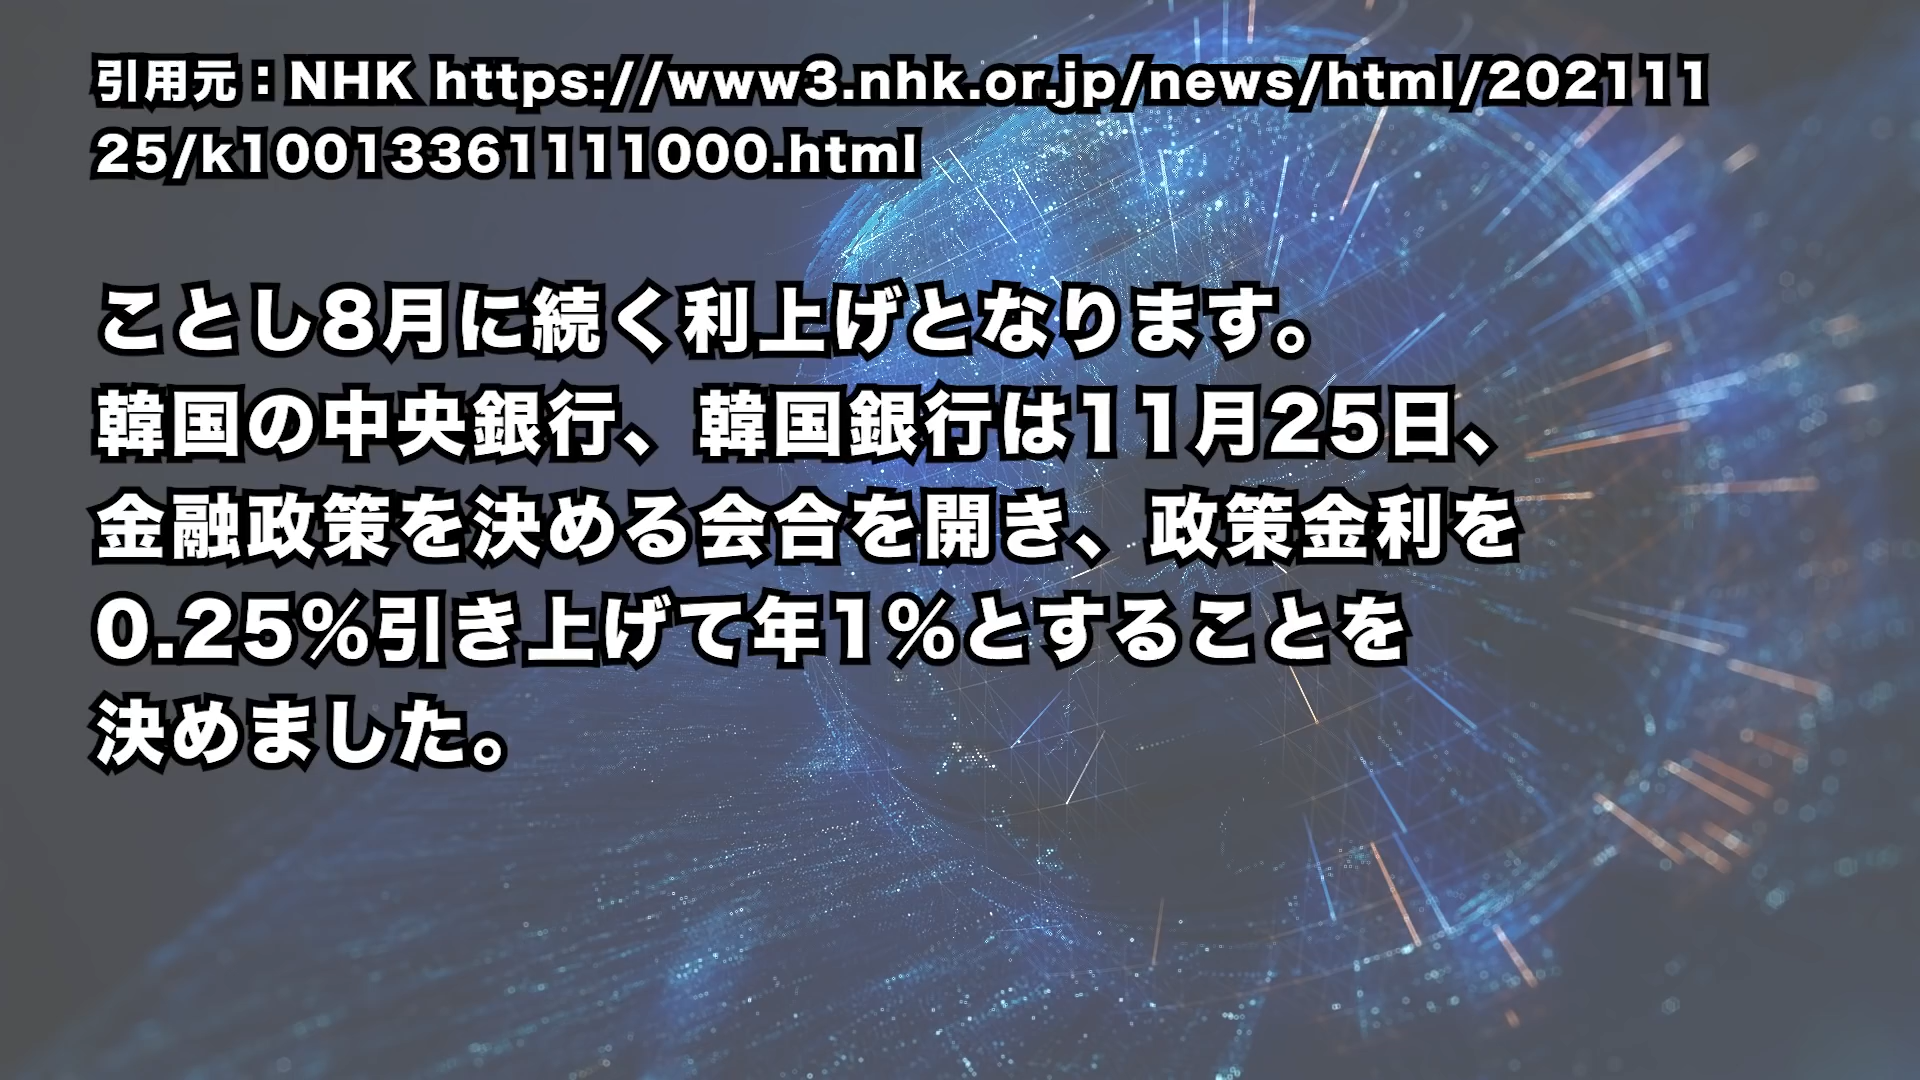 引用元：NHK https://www3.nhk.or.jp/news/html/202111
25/k10013361111000.html
ことし8月に続く利上げとなります。
韓国の中央銀行、韓国銀行は11月25日、
金融政策を決める会合を開き、政策金利を
0.25%引き上げて年1%とすることを
決めました。